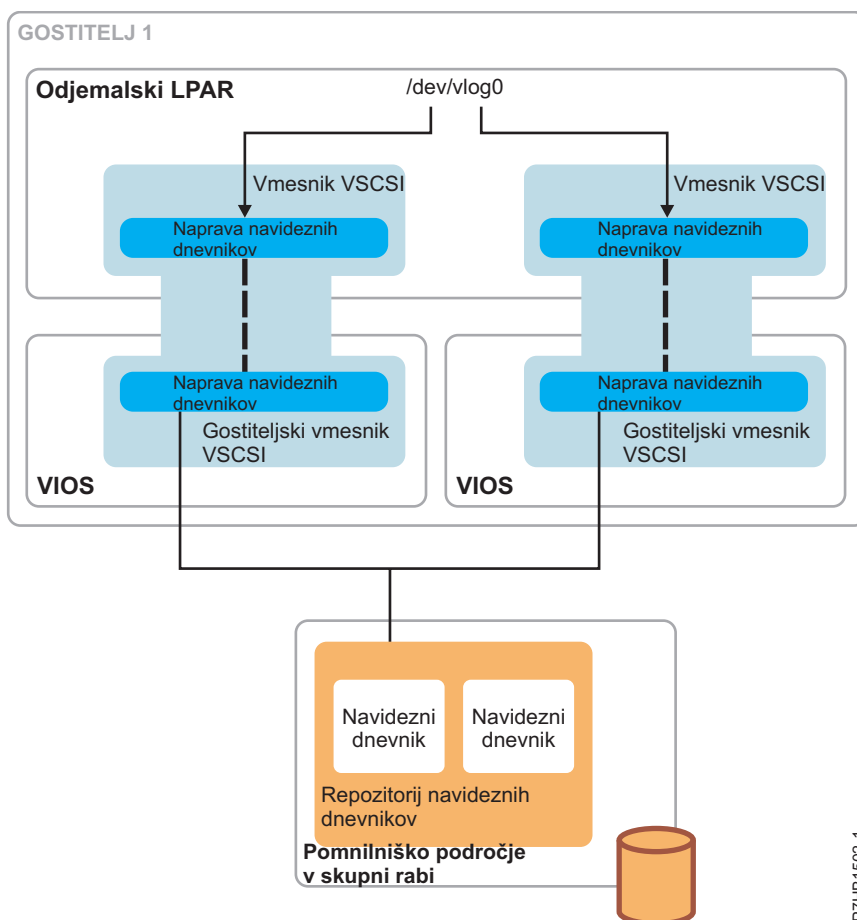 GOSTITELJ 1
Odjemalski LPAR
/dev/vlog0
Vmesnik VSCSI
Vmesnik VSCSI
Naprava navideznih
dnevnikov
Naprava navideznih
dnevnikov
Naprava navideznih
dnevnikov
Naprava navideznih
dnevnikov
Gostiteljski vmesnik
VSCSI
Gostiteljski vmesnik
VSCSI
VIOS
VIOS
Navidezni
dnevnik
Navidezni
dnevnik
Repozitorij navideznih
dnevnikov
Pomnilniško področje
v skupni rabi